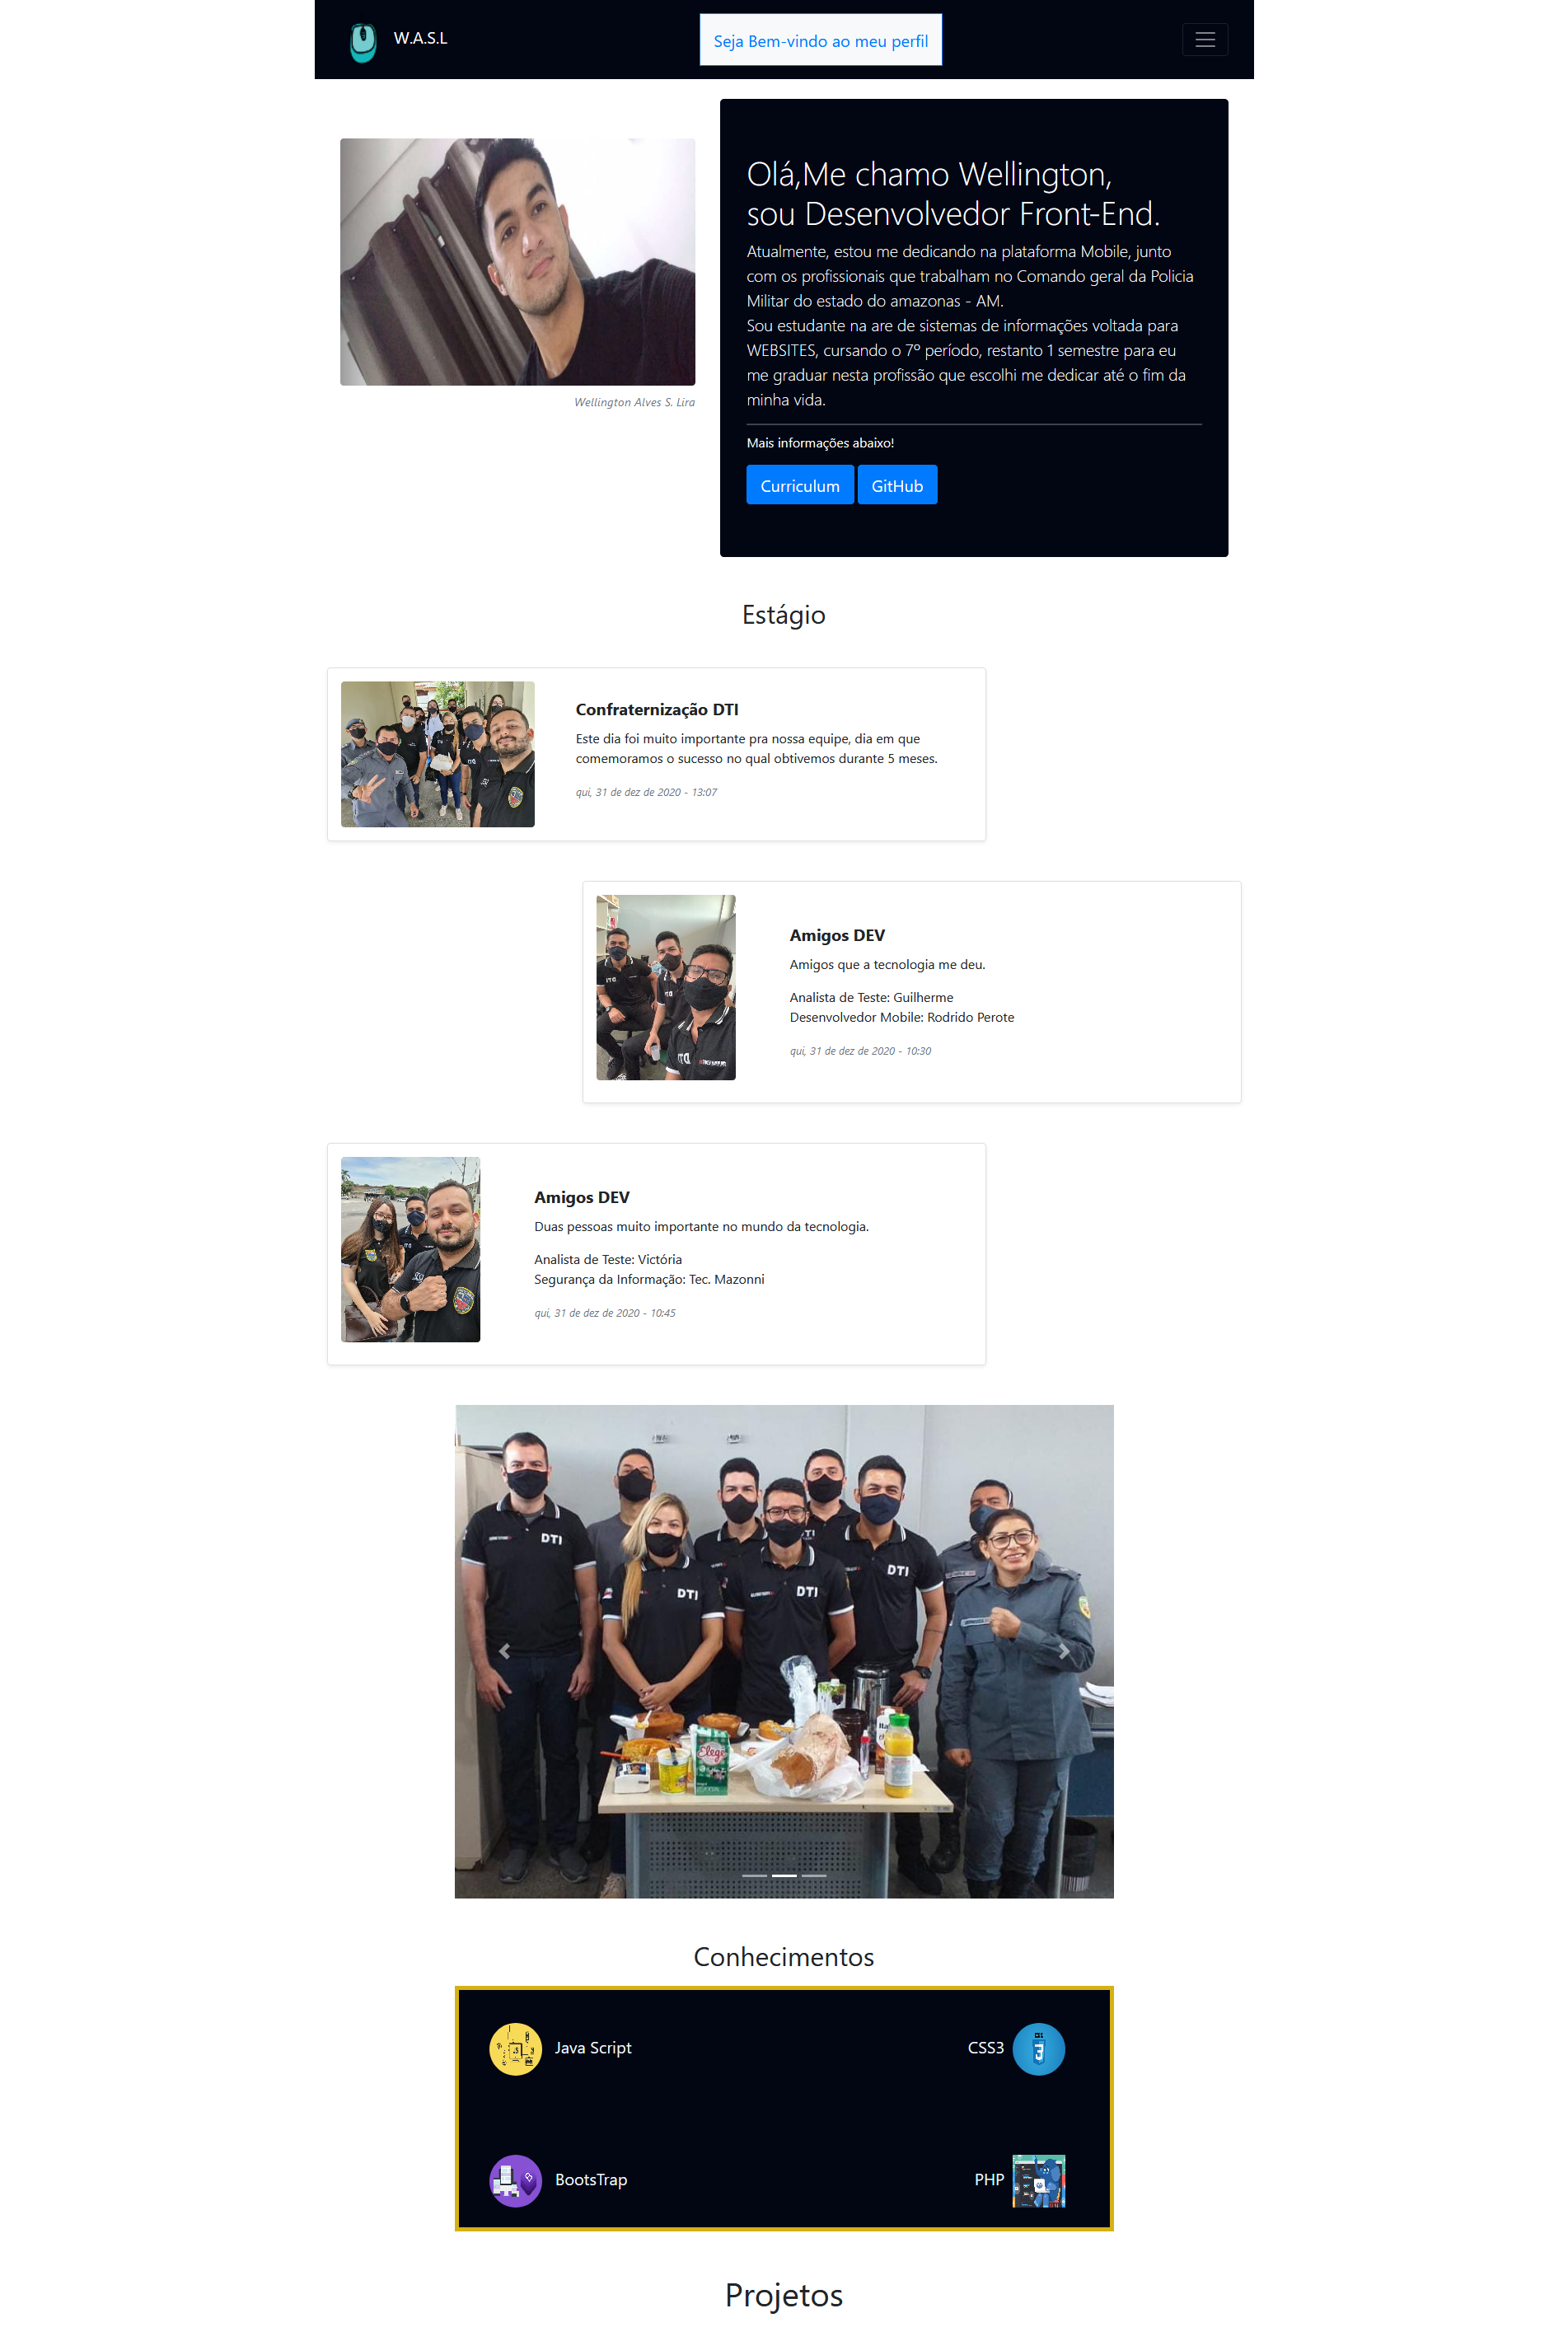 W.A.S.L
Seja Bem-vindo ao meu perfil
Olá,Me chamo Wellington,
sou Desenvolvedor Front-End.
Atualmente, estou me dedicando na plataforma Mobile, junto
com os profissionais que trabalham no Comando geral da Policia
Militar do estado do amazonas - AM.
Sou estudante na are de sistemas de informações voltada para
WEBSITES, cursando o 7º período, restanto 1 semestre para eu
me graduar nesta profissão que escolhi me dedicar até o fim da
minha vida.
Wellington Alves S. Lira
Mais informações abaixo!
Curriculum
GitHub
Estágio
Confraternização DTI
Este dia foi muito importante pra nossa equipe, dia em que
comemoramos o sucesso no qual obtivemos durante 5 meses.
qui, 31 de dez de 2020 - 13:07
Amigos DEV
Amigos que a tecnologia me deu.
Analista de Teste: Guilherme
Desenvolvedor Mobile: Rodrido Perote
qui, 31 de dez de 2020 - 10:30
Amigos DEV
Duas pessoas muito importante no mundo da tecnologia.
Analista de Teste: Victória
Segurança da Informação: Tec. Mazonni
qui, 31 de dez de 2020 - 10:45
DTI
DTI
DTI
DTI
Elegê
Conhecimentos
Java Script
CSS3
3
BootsTrap
PHP
Projetos